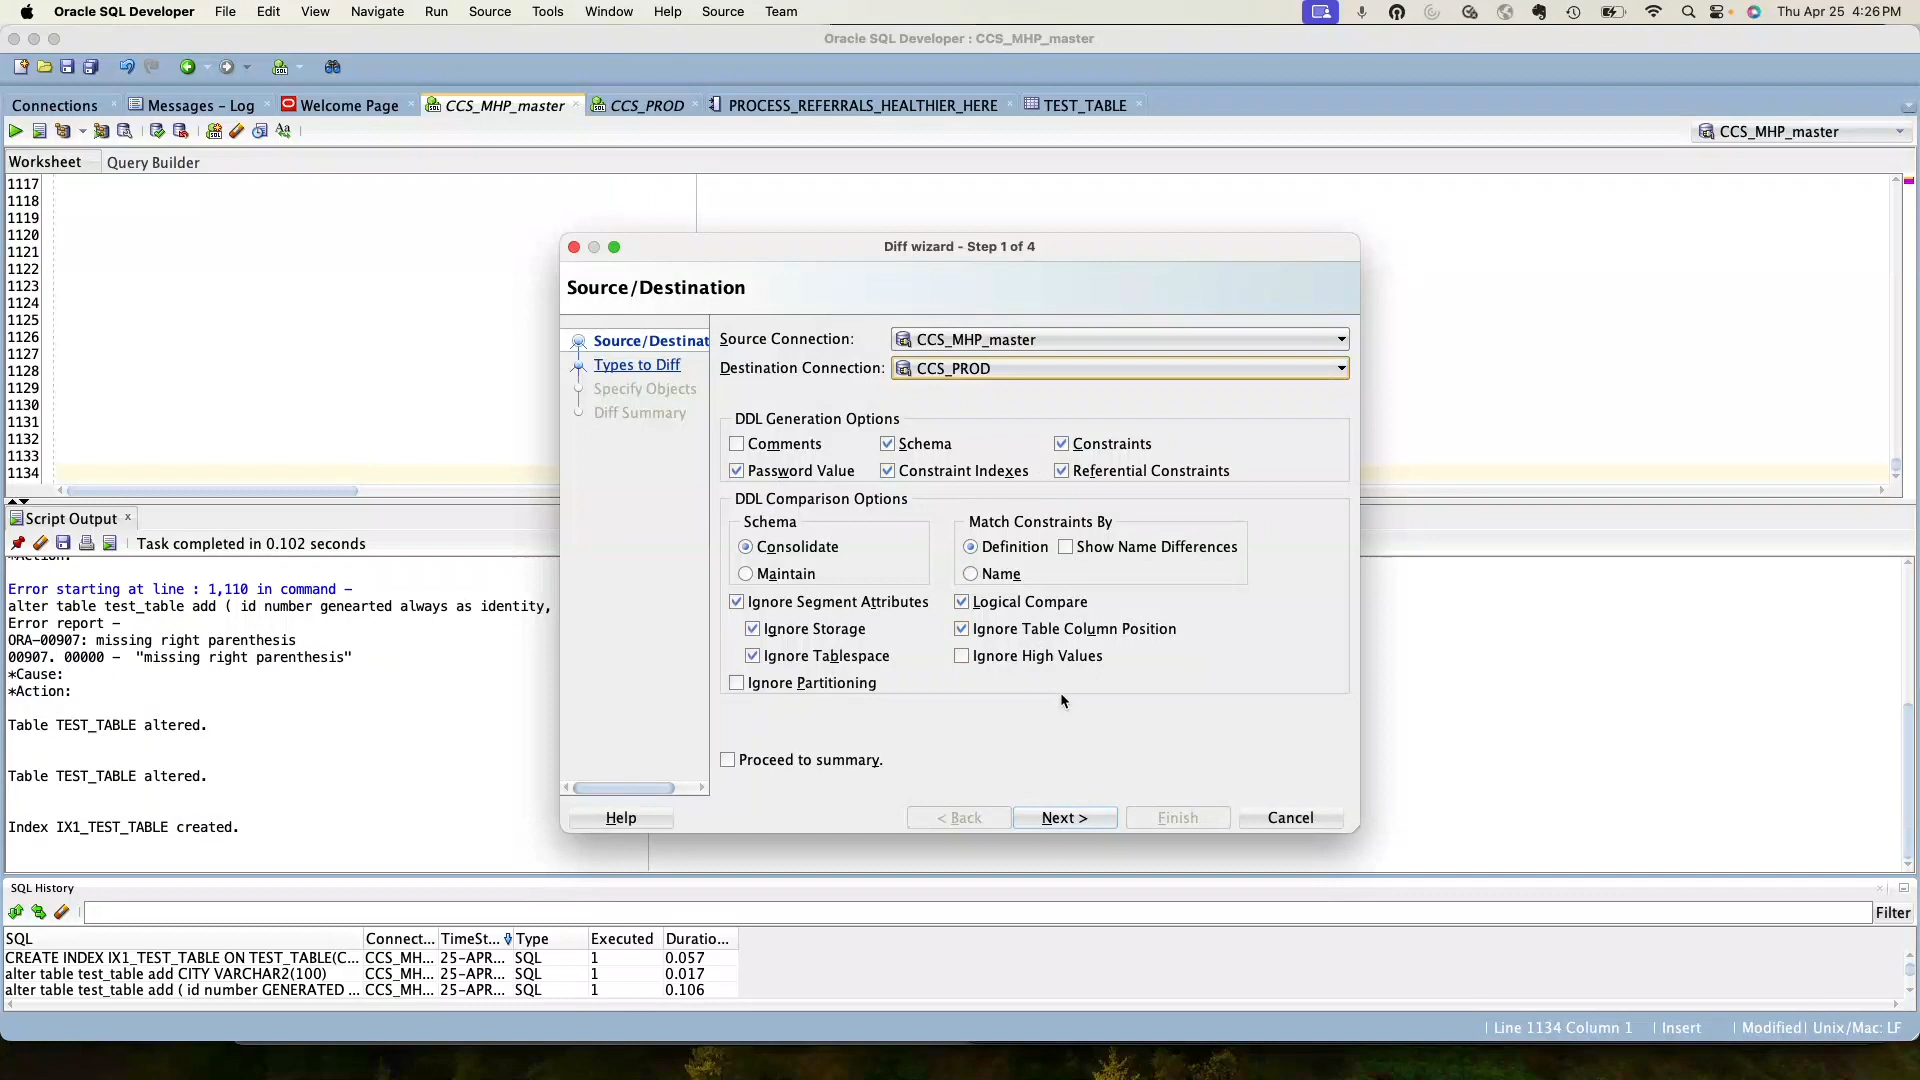 Oracle SQL Developer File Edit View Navigate Run Source Tools Window Help Source Team Thu Apr 25 4:26 PM
Oracle SQL Developer : CCS_MHP_master
Connections Messages - Log Welcome Page CCS_MHP_master CCS_PROD PROCESS_REFERRALS_HEALTHIER_HERE TEST_TABLE
CCS_MHP_master
Worksheet Query Builder
1117
1118
1119
1120
1121
1122
1123
1124
1125
1126
1127
1128
1129
1130
1131
1132
1133
1134
Diff wizard - Step 1 of 4
Source/Destination
Source/Destinat
Types to Diff
Specify Objects
Diff Summary
Source Connection: CCS_MHP_master
Destination Connection: CCS_PROD
DDL Generation Options
Comments Schema Constraints
Password Value Constraint Indexes Referential Constraints
DDL Comparison Options
Schema Match Constraints By
Consolidate Definition Show Name Differences
Maintain Name
Ignore Segment Attributes Logical Compare
Ignore Storage Ignore Table Column Position
Ignore Tablespace Ignore High Values
Ignore Partitioning
Proceed to summary.
Help < Back Next > Finish Cancel
Script Output
Task completed in 0.102 seconds
*Action:
Error starting at line : 1,110 in command -
alter table test_table add ( id number genearted always as identity,
Error report -
ORA-00907: missing right parenthesis
00907. 00000 - "missing right parenthesis"
*Cause:
*Action:
Table TEST_TABLE altered.
Table TEST_TABLE altered.
Index IX1_TEST_TABLE created.
SQL History
Filter
SQL Connect... TimeSt... Type Executed Duratio...
CREATE INDEX IX1_TEST_TABLE ON TEST_TABLE(C... CCS_MH... 25-APR... SQL 1 0.057
alter table test_table add CITY VARCHAR2(100) CCS_MH... 25-APR... SQL 1 0.017
alter table test_table add ( id number GENERATED ... CCS_MH... 25-APR... SQL 1 0.106
Line 1134 Column 1 Insert Modified Unix/Mac: LF